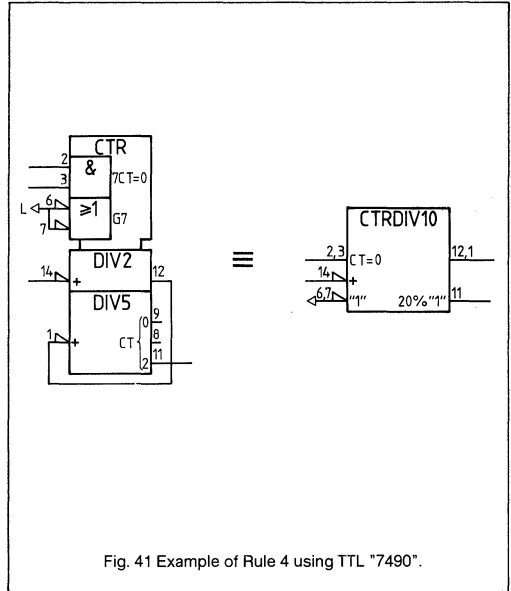 CTR
2
&
3
7CT=0
L
6
≥1
G7
7
DIV2
14
+
12
DIV5
1
+
CT
0
9
8
2
11
≡
CTRDIV10
2,3
CT=0
12,1
14
+
6,7
"1"
20%"1"
11
Fig. 41 Example of Rule 4 using TTL "7490".